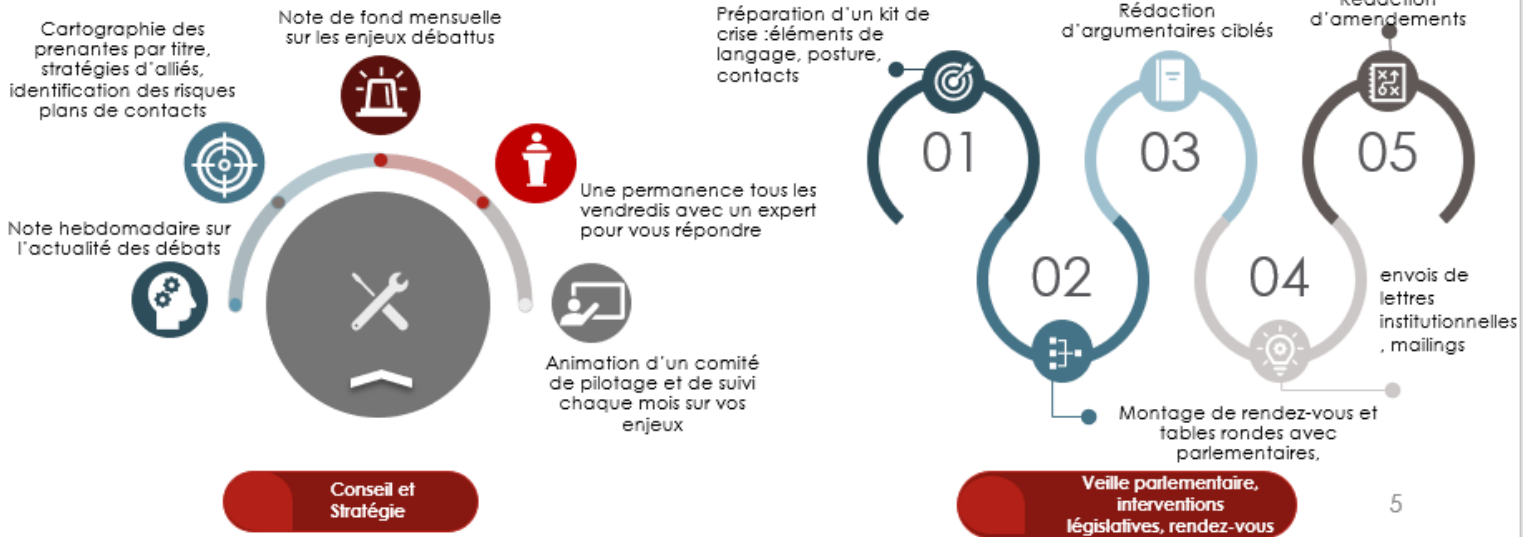 Cartographie des
prenantes par titre,
stratégies d'alliés,
identification des risques
plans de contacts
Note de fond mensuelle
sur les enjeux débattus
Une permanence tous les
vendredis avec un expert
pour vous répondre
Note hebdomadaire sur
l'actualité des débats
Animation d'un comité
de pilotage et de suivi
chaque mois sur vos
enjeux
Conseil et
Stratégie
Préparation d'un kit de
crise :éléments de
langage, posture,
contacts
Rédaction
d'argumentaires ciblés
Rédaction
d'amendements
01
03
05
02
04
envois de
lettres
institutionnelles
, mailings
Montage de rendez-vous et
tables rondes avec
parlementaires,
Veille parlementaire,
interventions
législatives, rendez-vous
5